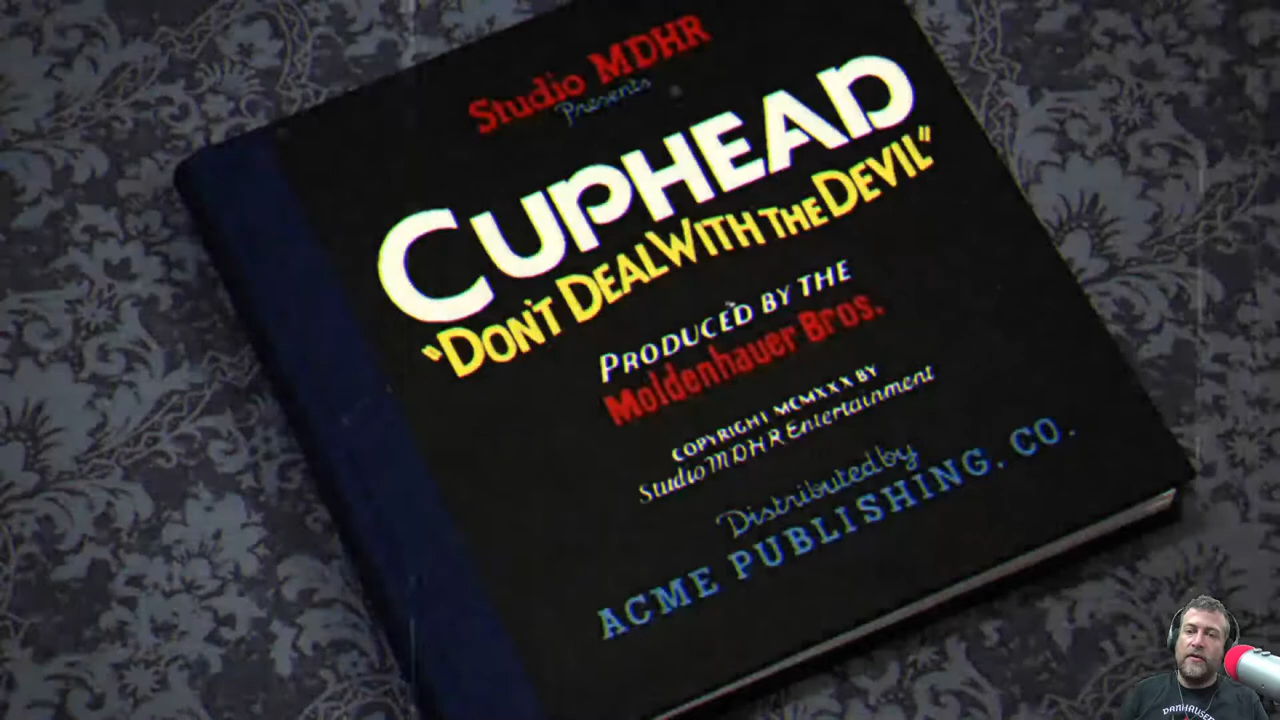 Studio MDHR
Presents
CUPHEAD
"DON'T DEAL WITH THE DEVIL"
PRODUCED BY THE
Moldenhauer Bros.
COPYRIGHT MCMXXX BY
Studio MDHR Entertainment
Distributed by
ACME PUBLISHING. CO.
DANHAUSEN